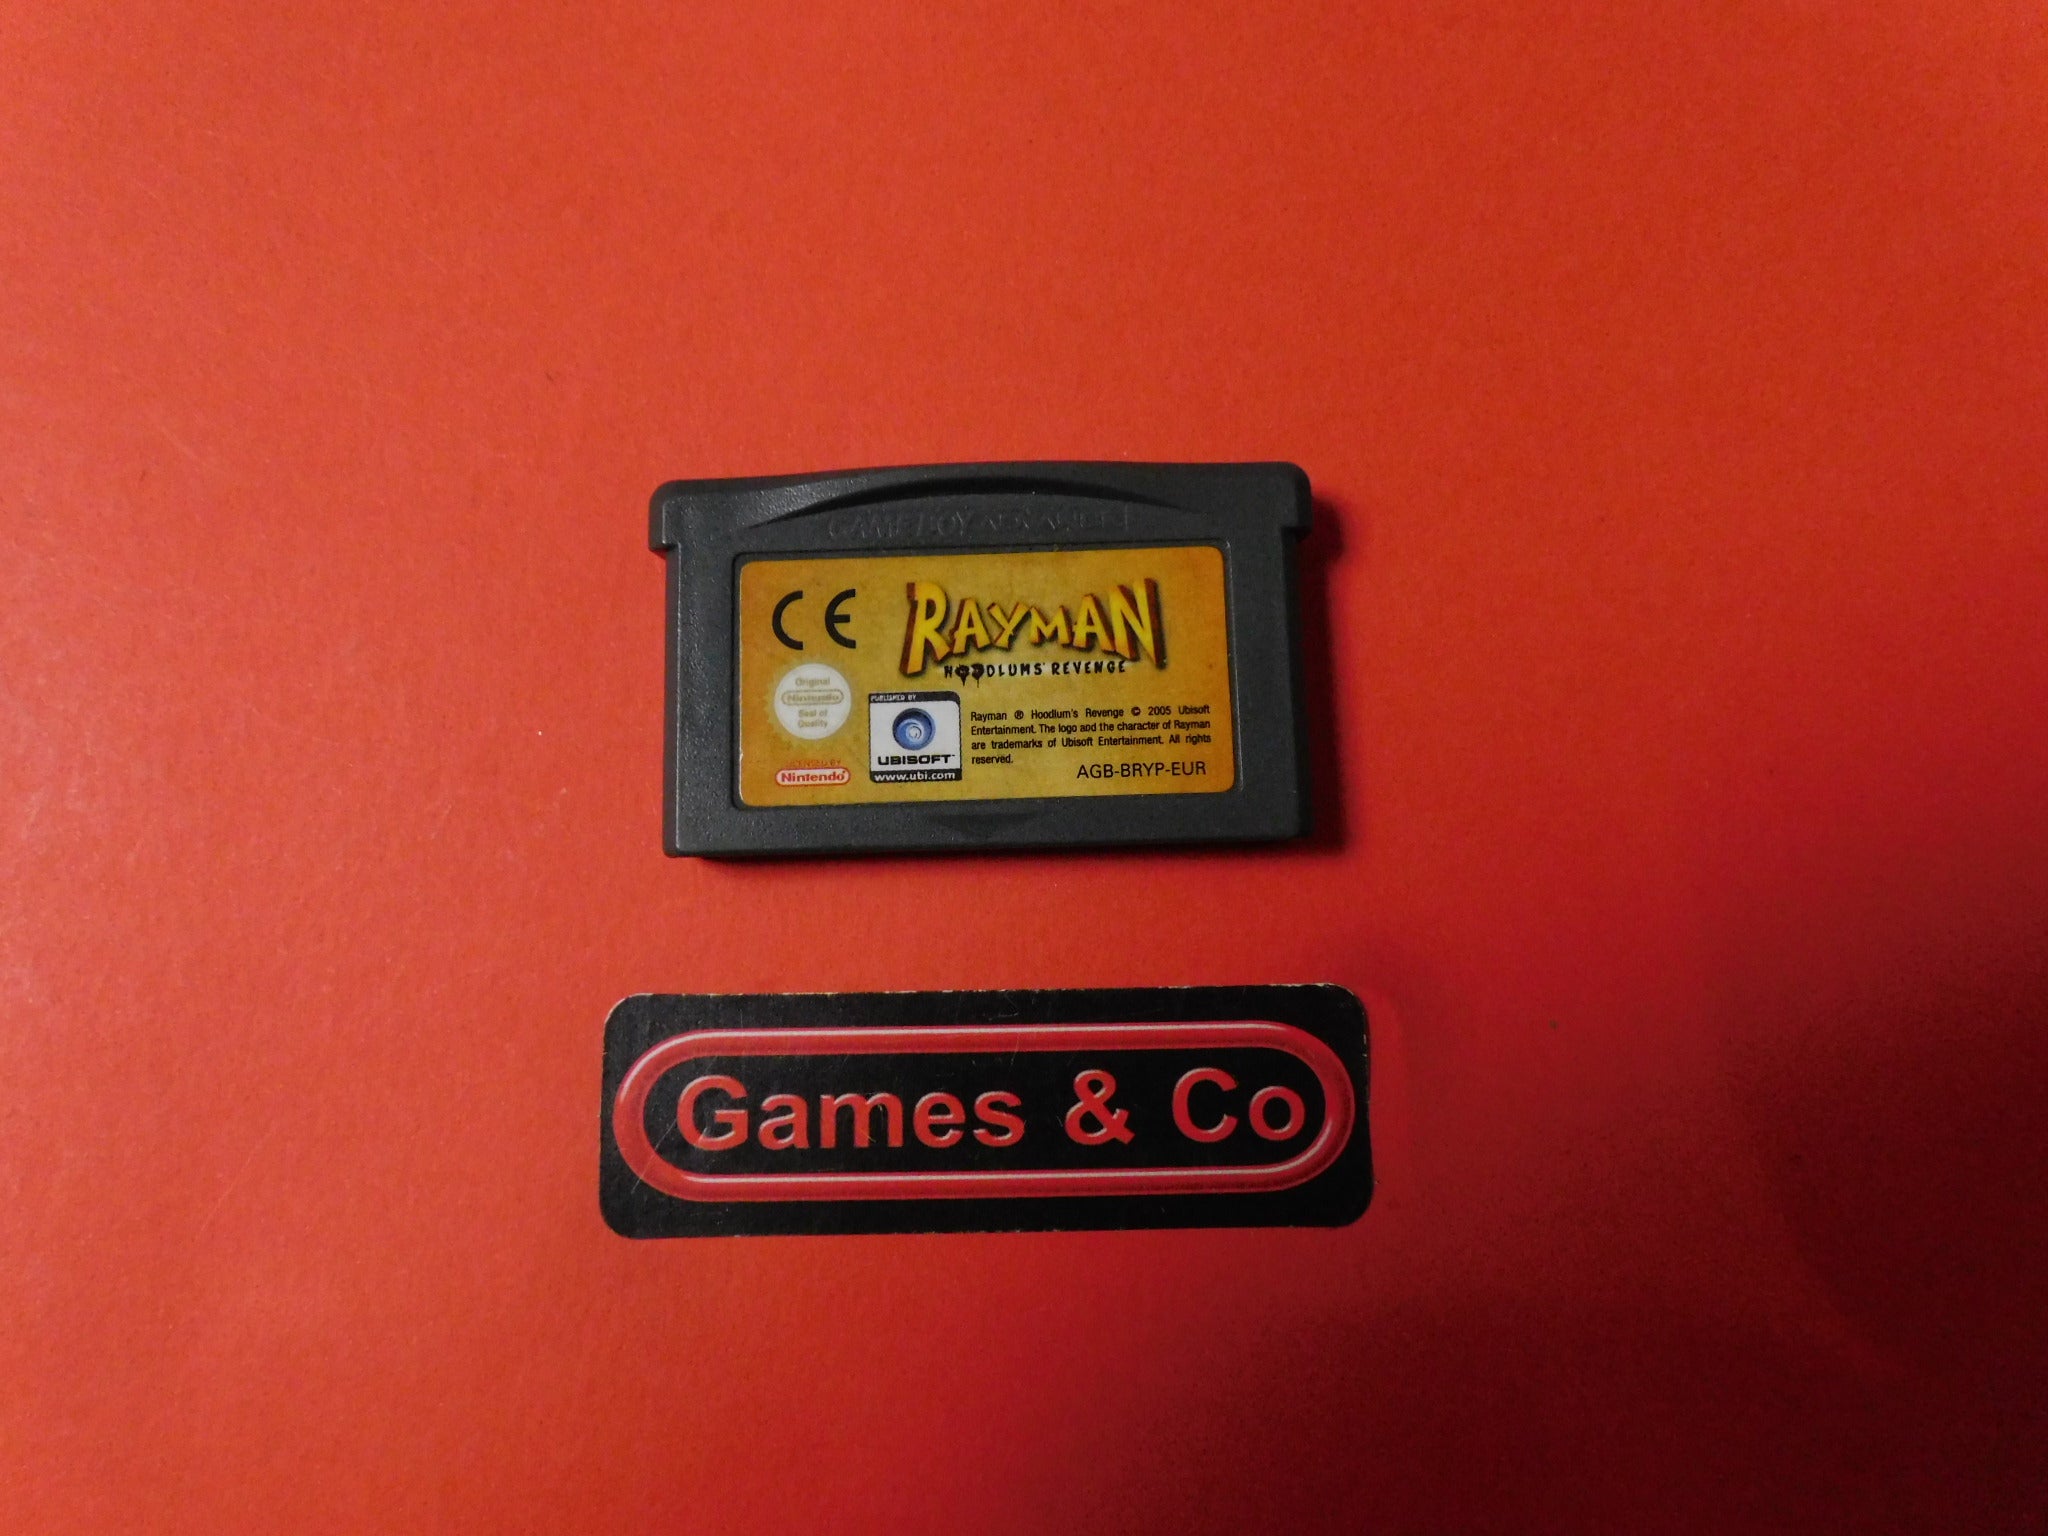 GAME BOY ADVANCE
CE
RAYMAN
HOODLUMS' REVENGE
Original
Nintendo
Seal of
Quality
LICENSED BY
Nintendo
PUBLISHED BY
UBISOFT
www.ubi.com
Rayman ® Hoodlum's Revenge © 2005 Ubisoft
Entertainment. The logo and the character of Rayman
are trademarks of Ubisoft Entertainment. All rights
reserved.
AGB-BRYP-EUR
Games & Co